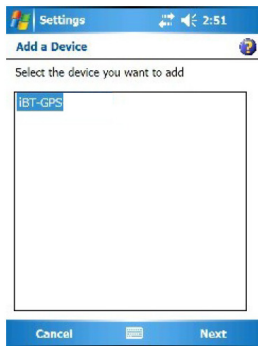 Settings 2:51
Add a Device
Select the device you want to add
iBT-GPS
Cancel Next